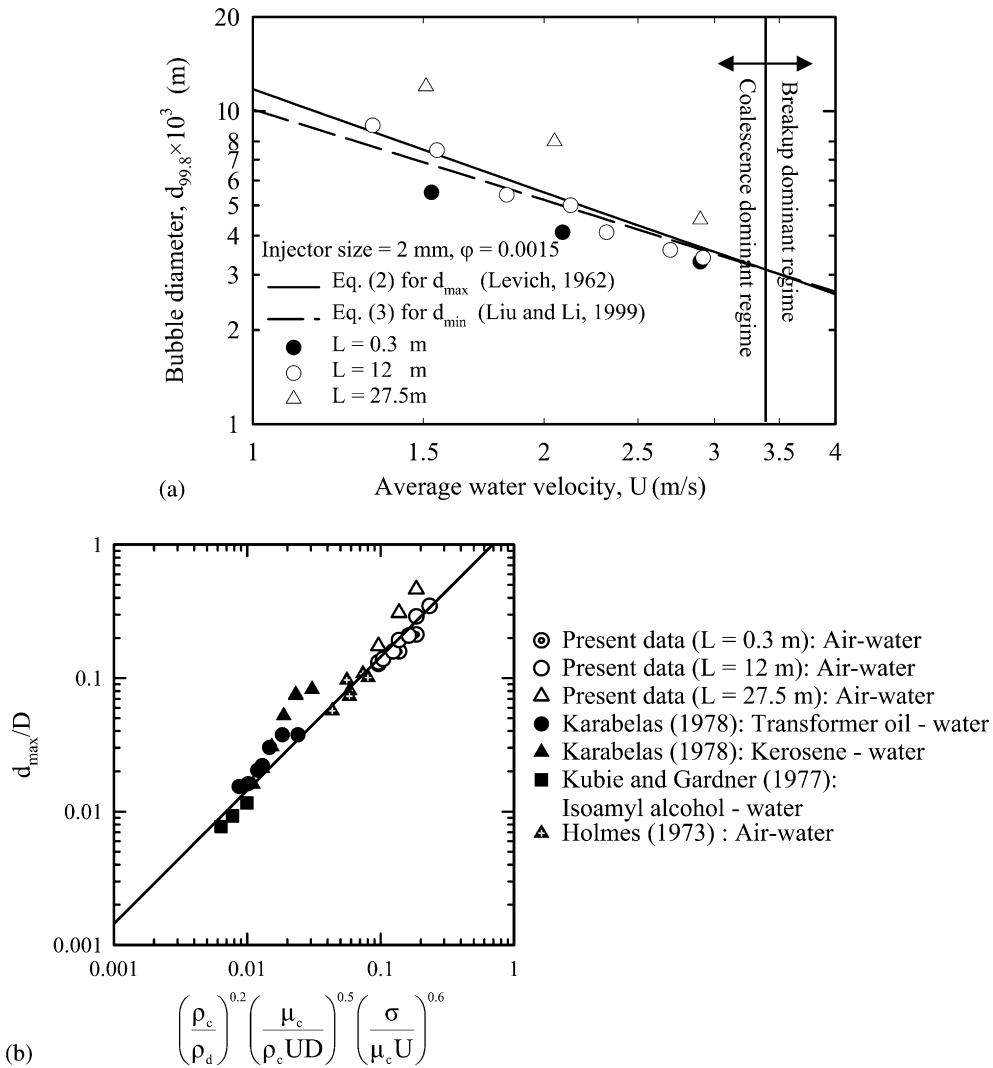 20
10
8
7
6
5
4
3
2
1
Bubble diameter, d99.8×10³ (m)
Coalescence dominant regime
Breakup dominant regime
Injector size = 2 mm, φ = 0.0015
Eq. (2) for dmax (Levich, 1962)
Eq. (3) for dmin (Liu and Li, 1999)
L = 0.3 m
L = 12 m
L = 27.5m
1 1.5 2 2.5 3 3.5 4
Average water velocity, U (m/s)
(a)
1
0.1
0.01
0.001
dmax/D
0.001 0.01 0.1 1
(ρc/ρd)^0.2 (μc/ρcUD)^0.5 (σ/μcU)^0.6
(b)
Present data (L = 0.3 m): Air-water
Present data (L = 12 m): Air-water
Present data (L = 27.5 m): Air-water
Karabelas (1978): Transformer oil - water
Karabelas (1978): Kerosene - water
Kubie and Gardner (1977):
Isoamyl alcohol - water
Holmes (1973) : Air-water